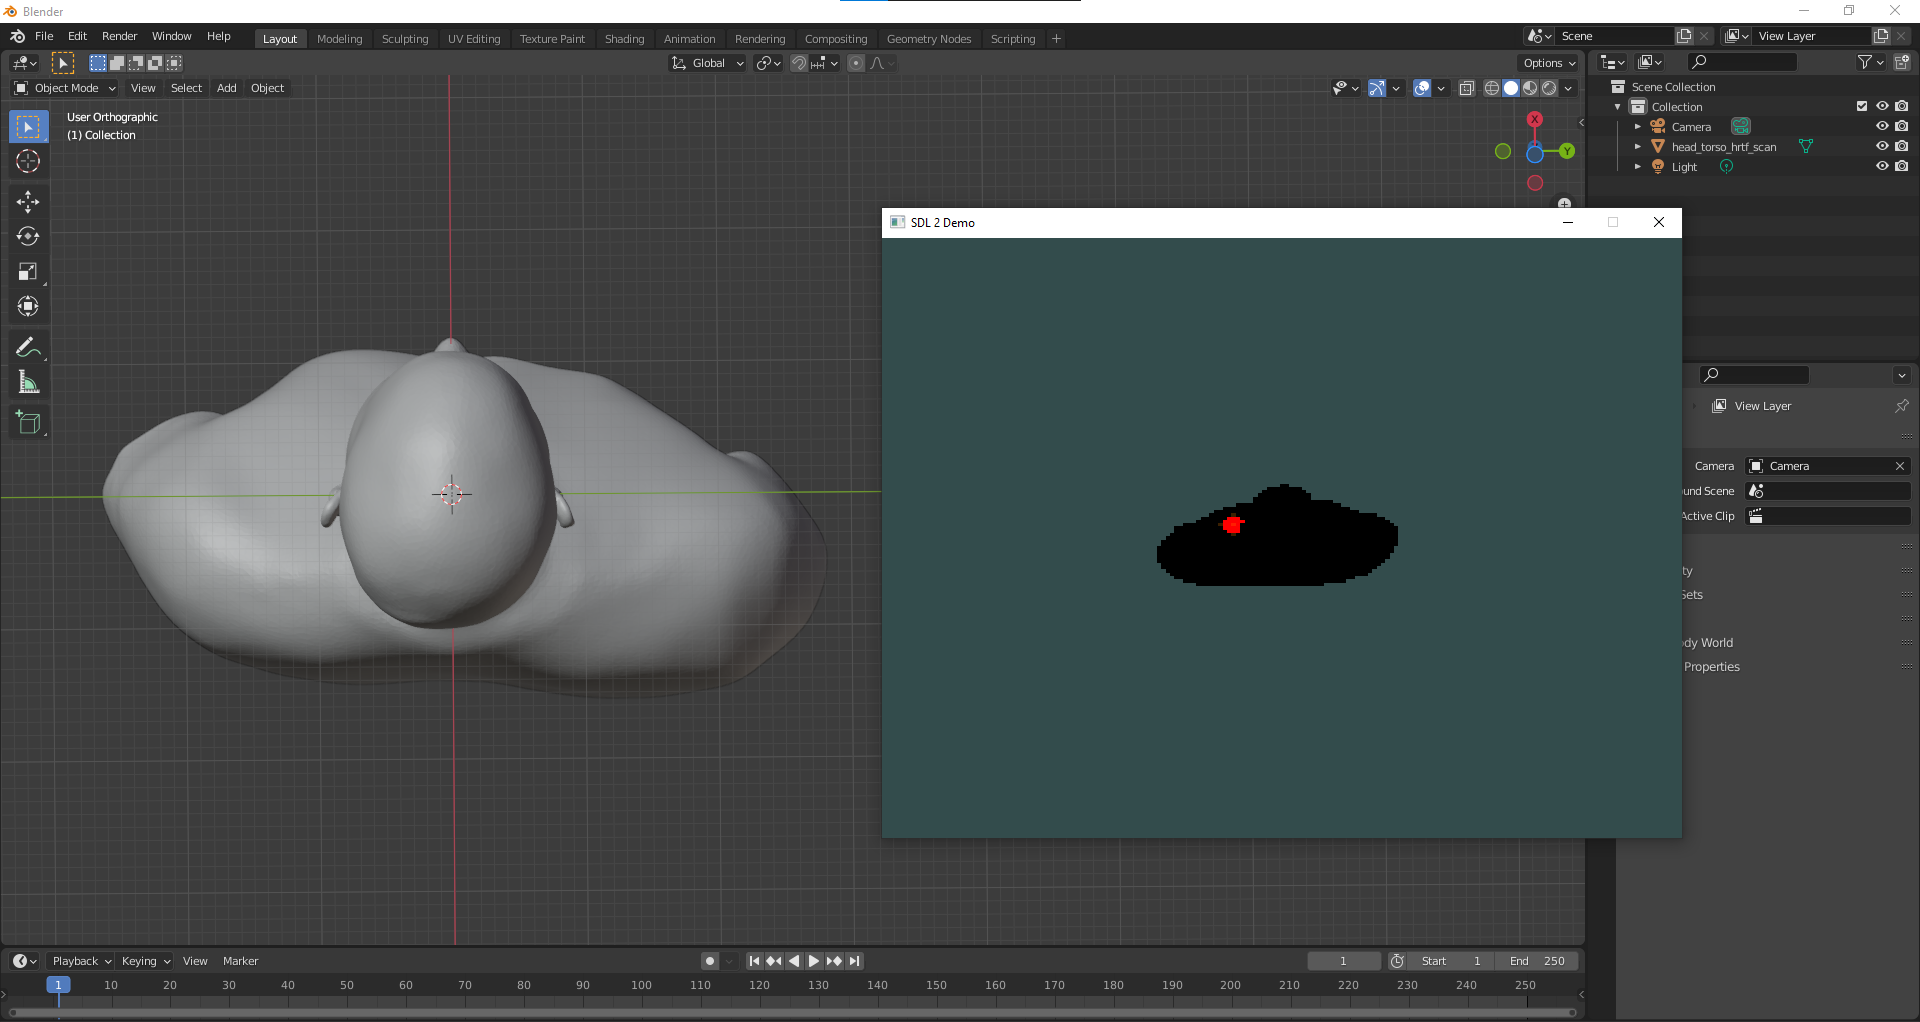 Blender
File Edit Render Window Help Layout Modeling Sculpting UV Editing Texture Paint Shading Animation Rendering Compositing Geometry Nodes Scripting + Scene View Layer
Global Options
Object Mode View Select Add Object
User Orthographic
(1) Collection
X
Y
Scene Collection
Collection
Camera
head_torso_hrtf_scan
Light
SDL 2 Demo
View Layer
Camera Camera
und Scene
Active Clip
ty
Sets
dy World
Properties
Playback Keying View Marker 1 Start 1 End 250
1 10 20 30 40 50 60 70 80 90 100 110 120 130 140 150 160 170 180 190 200 210 220 230 240 250